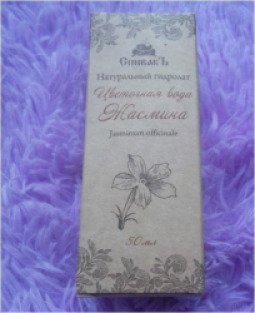 СпивакЪ
Натуральный гидролат
Цветочная вода
Жасмина
Jasminum officinale
50 мл